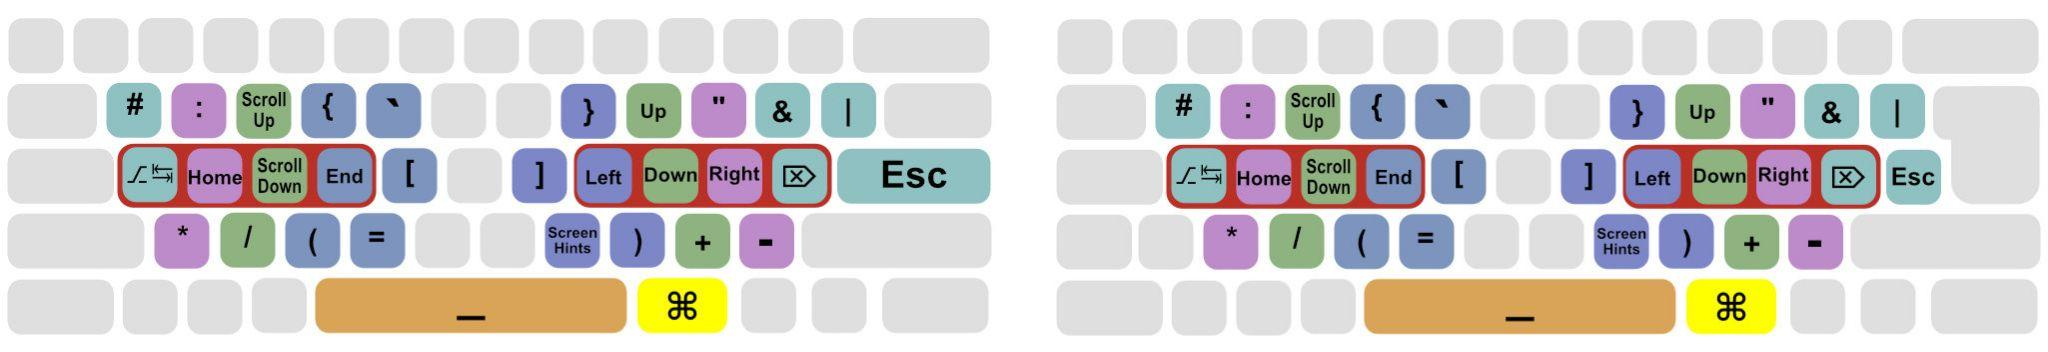 # : Scroll Up { ` } Up " & | # : Scroll Up { ` } Up " & |
⌥ ↹ Home Scroll Down End [ ] Left Down Right ⌦ Esc ⌥ ↹ Home Scroll Down End [ ] Left Down Right ⌦ Esc
* / ( = Screen Hints ) + - * / ( = Screen Hints ) + -
_ ⌘ _ ⌘